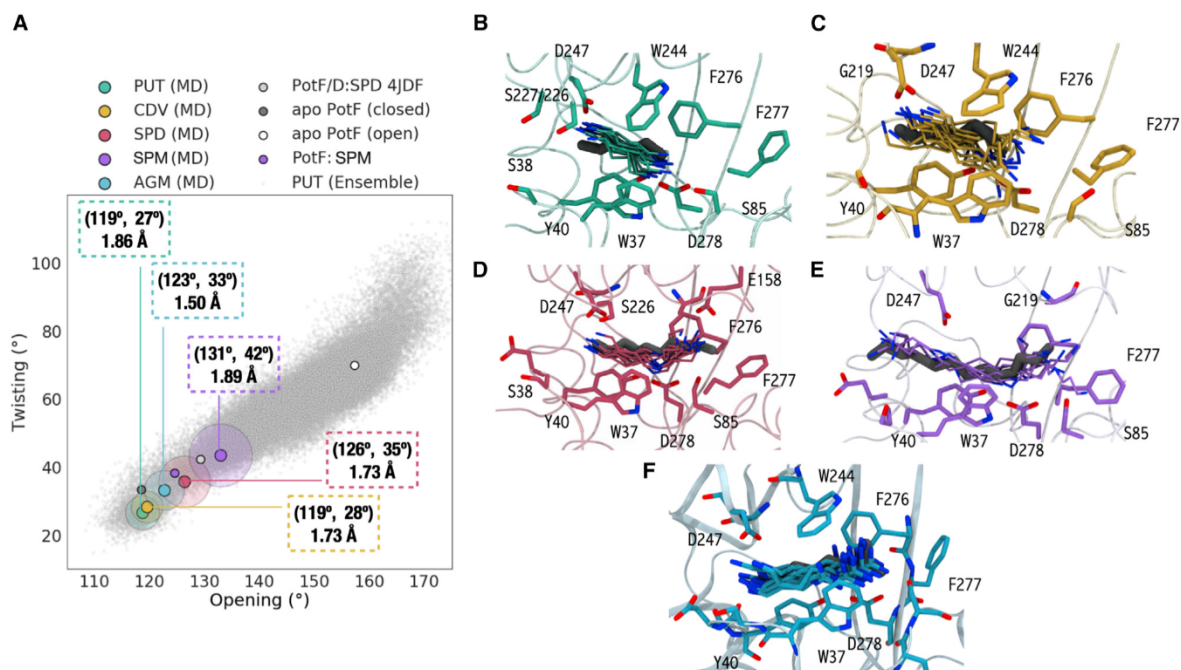 A
PUT (MD)
CDV (MD)
SPD (MD)
SPM (MD)
AGM (MD)
PotF/D:SPD 4JDF
apo PotF (closed)
apo PotF (open)
PotF: SPM
PUT (Ensemble)
(119º, 27º)
1.86 Å
(123º, 33º)
1.50 Å
(131º, 42º)
1.89 Å
(126º, 35º)
1.73 Å
(119º, 28º)
1.73 Å
Twisting (°)
100
80
60
40
20
110
120
130
140
150
160
170
Opening (°)
B
D247
W244
F276
S227/226
F277
S38
S85
Y40
W37
D278
C
W244
G219
D247
F276
F277
Y40
W37
D278
S85
D
E158
D247
S226
F276
F277
S38
S85
Y40
W37
D278
E
D247
G219
F277
Y40
W37
D278
S85
F
W244
F276
D247
F277
D278
Y40
W37